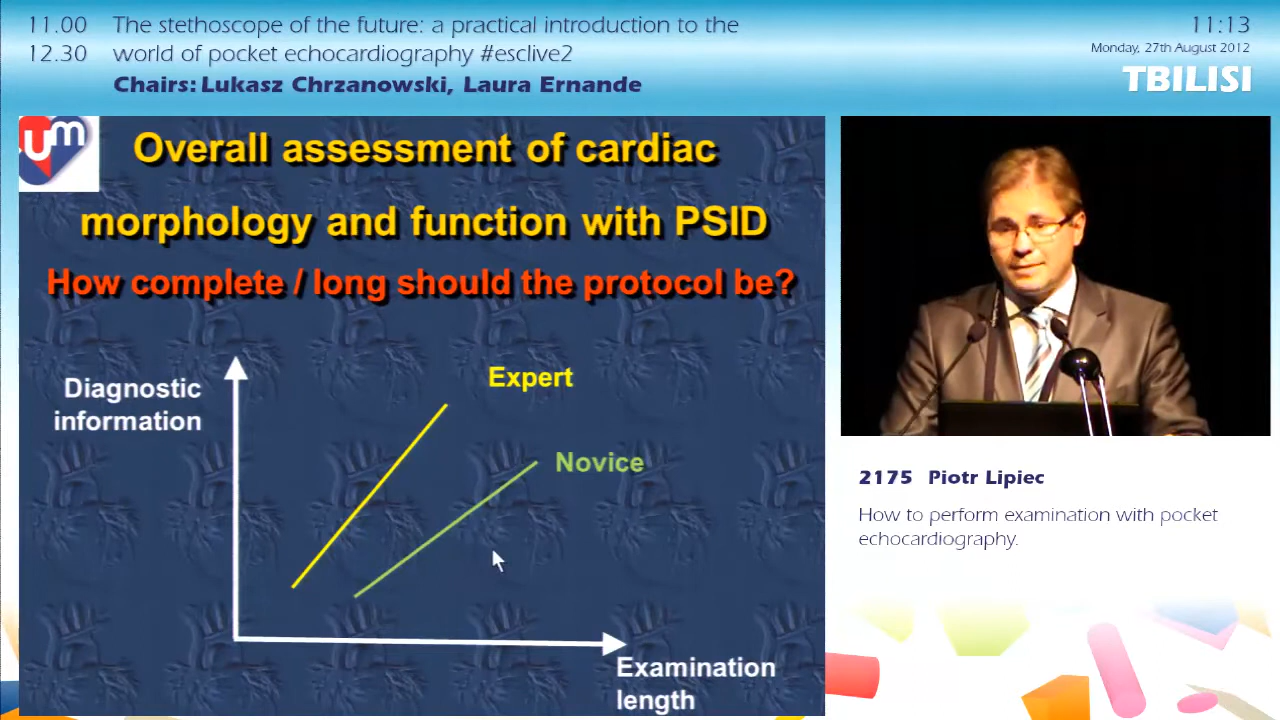 11.00 The stethoscope of the future: a practical introduction to the
12.30 world of pocket echocardiography #esclive2
Chairs: Lukasz Chrzanowski, Laura Ernande
11:13
Monday, 27th August 2012
TBILISI
um
Overall assessment of cardiac
morphology and function with PSID
How complete / long should the protocol be?
Diagnostic
information
Expert
Novice
Examination
length
2175 Piotr Lipiec
How to perform examination with pocket
echocardiography.